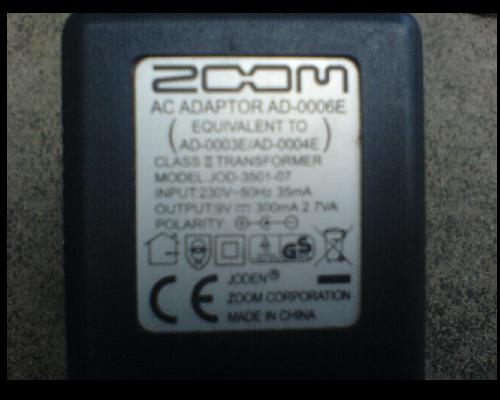 ZOOM
AC ADAPTOR AD-0006E
( EQUIVALENT TO
AD-0003E/AD-0004E )
CLASS II TRANSFORMER
MODEL:JOD-3501-07
INPUT:230V~50Hz 35mA
OUTPUT:9V⎓300mA 2.7VA
POLARITY:
GS
JODEN®
CE
ZOOM CORPORATION
MADE IN CHINA